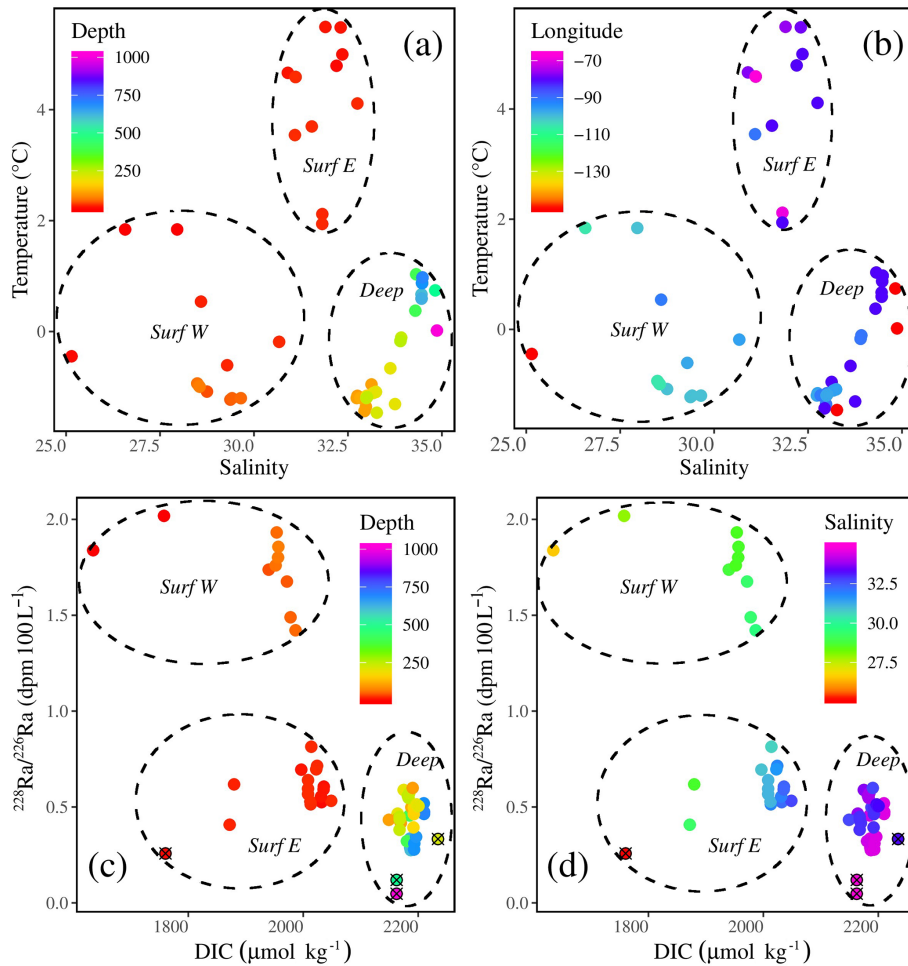 Depth
1000
750
500
250
(a)
Surf E
Surf W
Deep
Temperature (°C)
4
2
0
25.0
27.5
30.0
32.5
35.0
Salinity
Longitude
−70
−90
−110
−130
(b)
Surf E
Surf W
Deep
Temperature (°C)
4
2
0
25.0
27.5
30.0
32.5
35.0
Salinity
Depth
1000
750
500
250
Surf W
Deep
Surf E
(c)
²²⁸Ra/²²⁶Ra (dpm 100 L⁻¹)
2.0
1.5
1.0
0.5
0.0
1800
2000
2200
DIC (μmol kg⁻¹)
Salinity
32.5
30.0
27.5
Surf W
Deep
Surf E
(d)
²²⁸Ra/²²⁶Ra (dpm 100 L⁻¹)
2.0
1.5
1.0
0.5
0.0
1800
2000
2200
DIC (μmol kg⁻¹)